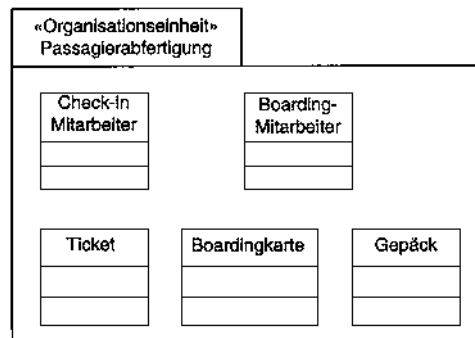 «Organisationseinheit»
Passagierabfertigung
Check-In
Mitarbeiter
Boarding-
Mitarbeiter
Ticket
Boardingkarte
Gepäck